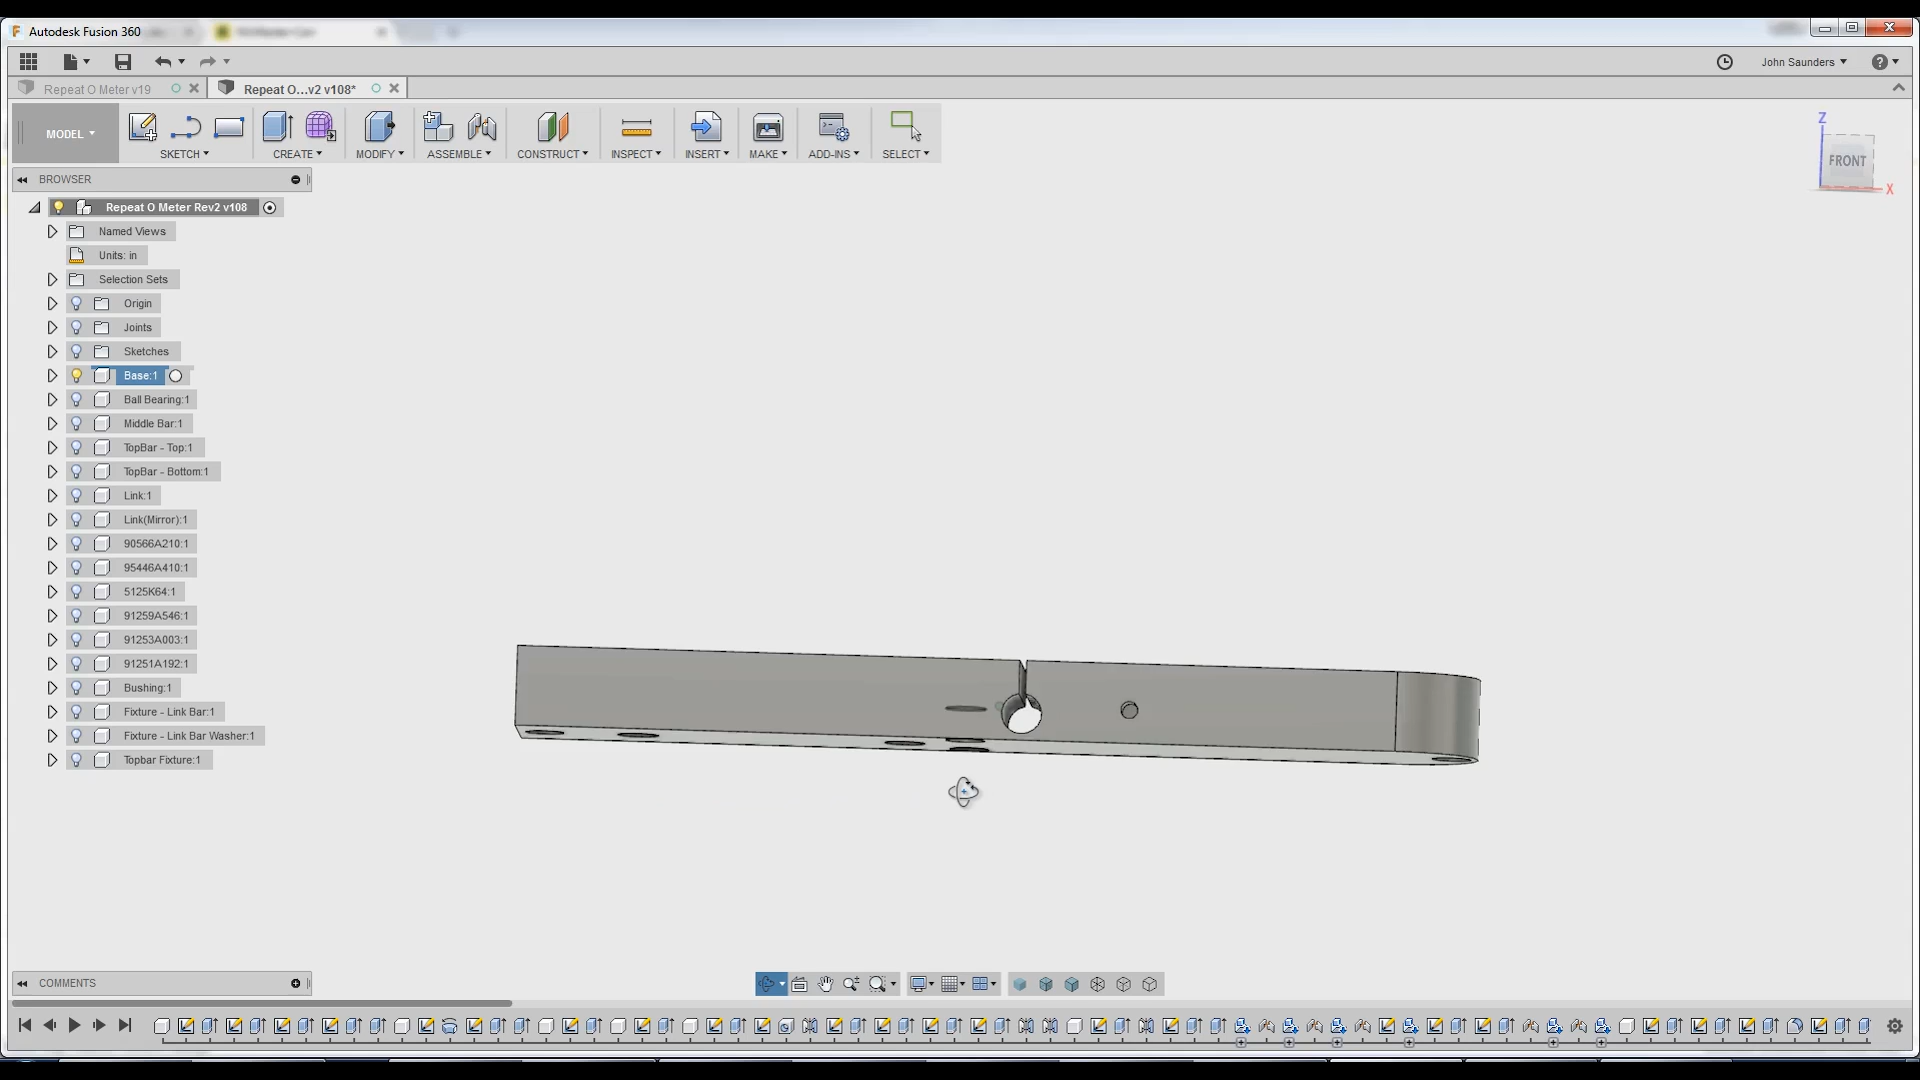 Autodesk Fusion 360
John Saunders
Repeat O Meter v19
Repeat O...v2 v108*
MODEL
SKETCH
CREATE
MODIFY
ASSEMBLE
CONSTRUCT
INSPECT
INSERT
MAKE
ADD-INS
SELECT
Z
FRONT
X
BROWSER
Repeat O Meter Rev2 v108
Named Views
Units: in
Selection Sets
Origin
Joints
Sketches
Base:1
Ball Bearing:1
Middle Bar:1
TopBar - Top:1
TopBar - Bottom:1
Link:1
Link(Mirror):1
90566A210:1
95446A410:1
5125K64:1
91259A546:1
91253A003:1
91251A192:1
Bushing:1
Fixture - Link Bar:1
Fixture - Link Bar Washer:1
Topbar Fixture:1
COMMENTS